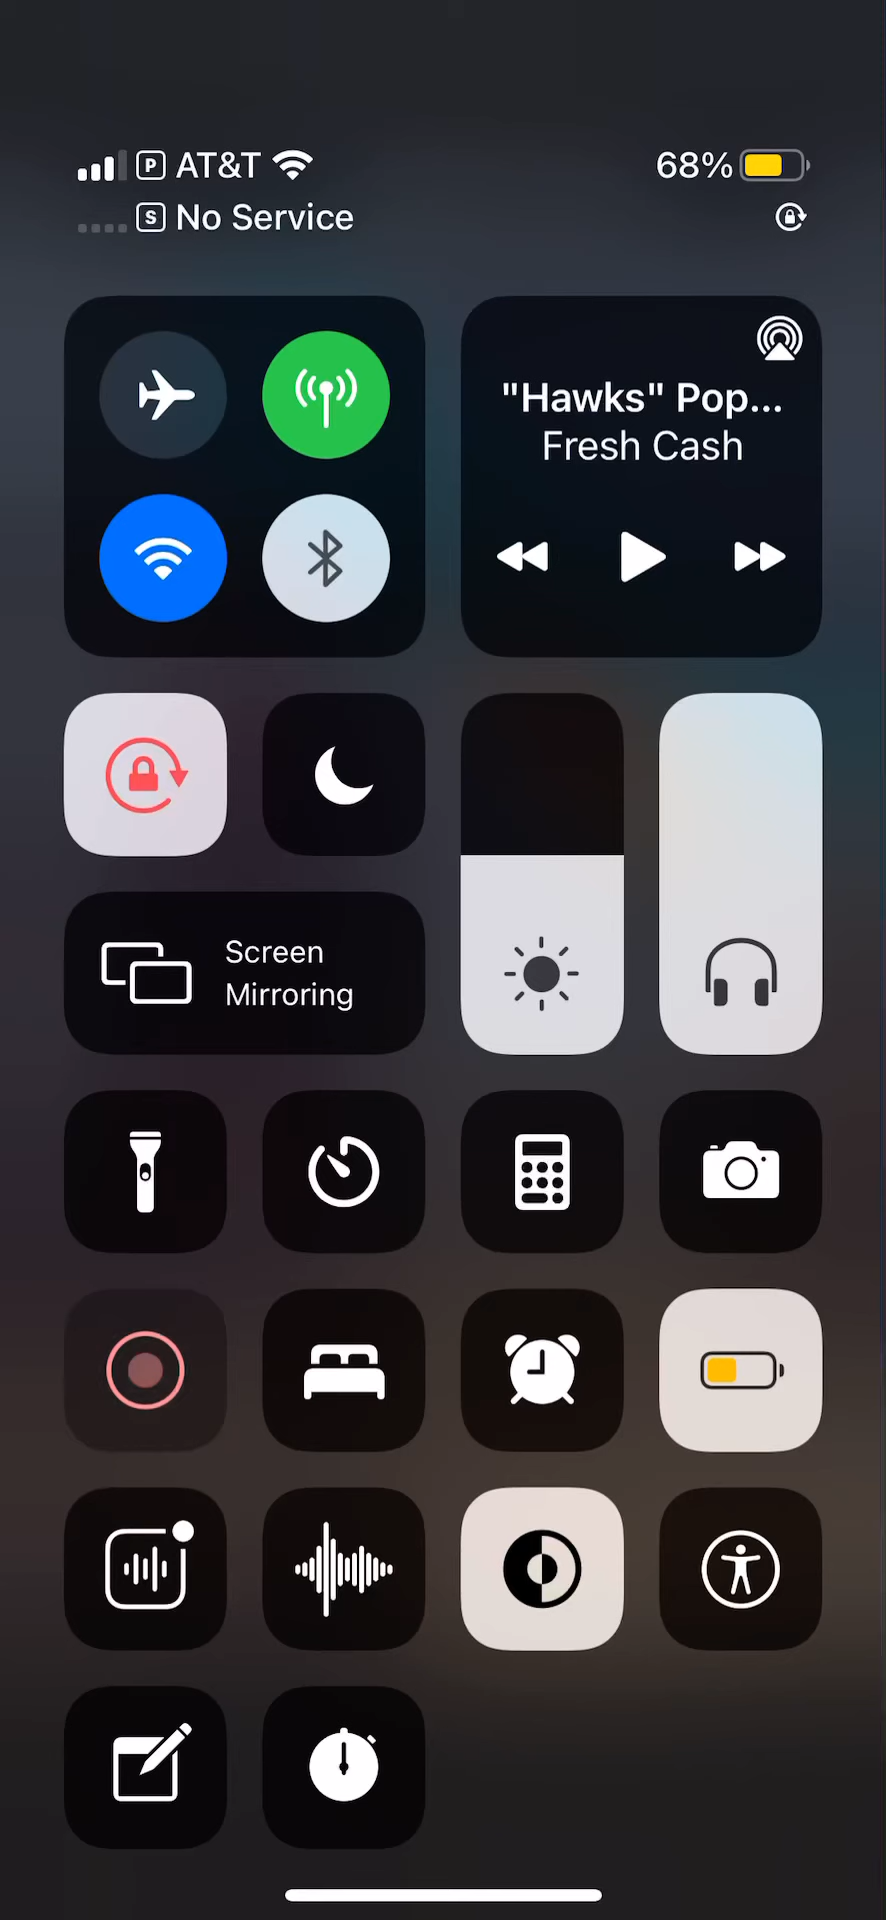 P AT&T 68%
S No Service
"Hawks" Pop...
Fresh Cash
Screen
Mirroring